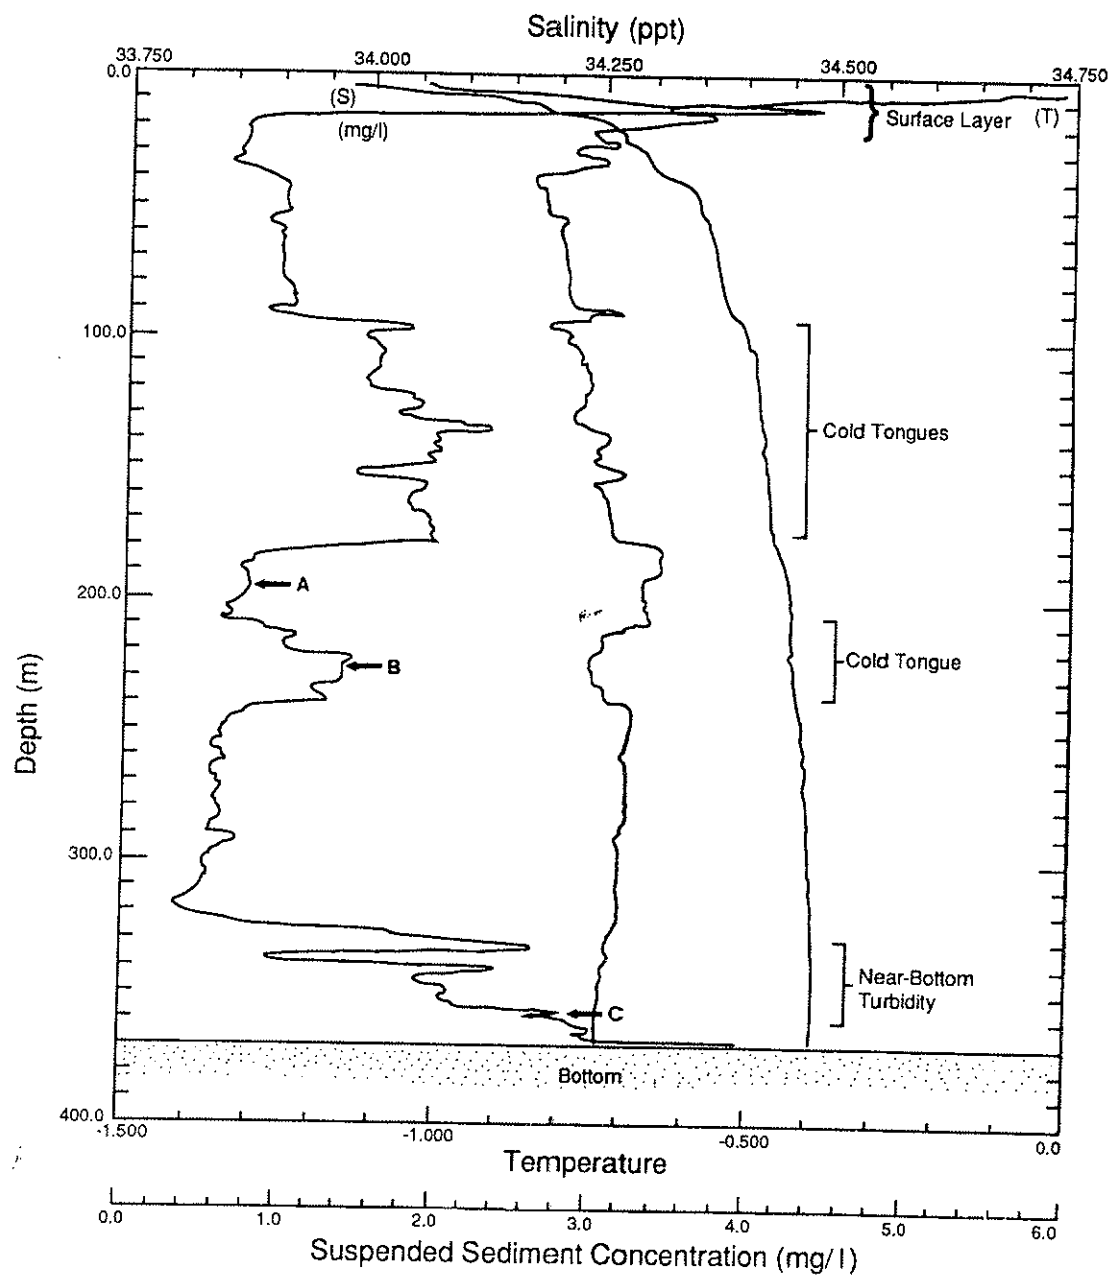 Salinity (ppt)
33.750 34.000 34.250 34.500 34.750
0.0
(S)
(mg/l)
Surface Layer (T)
100.0
Cold Tongues
A
200.0
B
Cold Tongue
Depth (m)
300.0
Near-Bottom
Turbidity
C
Bottom
400.0
-1.500 -1.000 -0.500 0.0
Temperature
0.0 1.0 2.0 3.0 4.0 5.0 6.0
Suspended Sediment Concentration (mg/l)